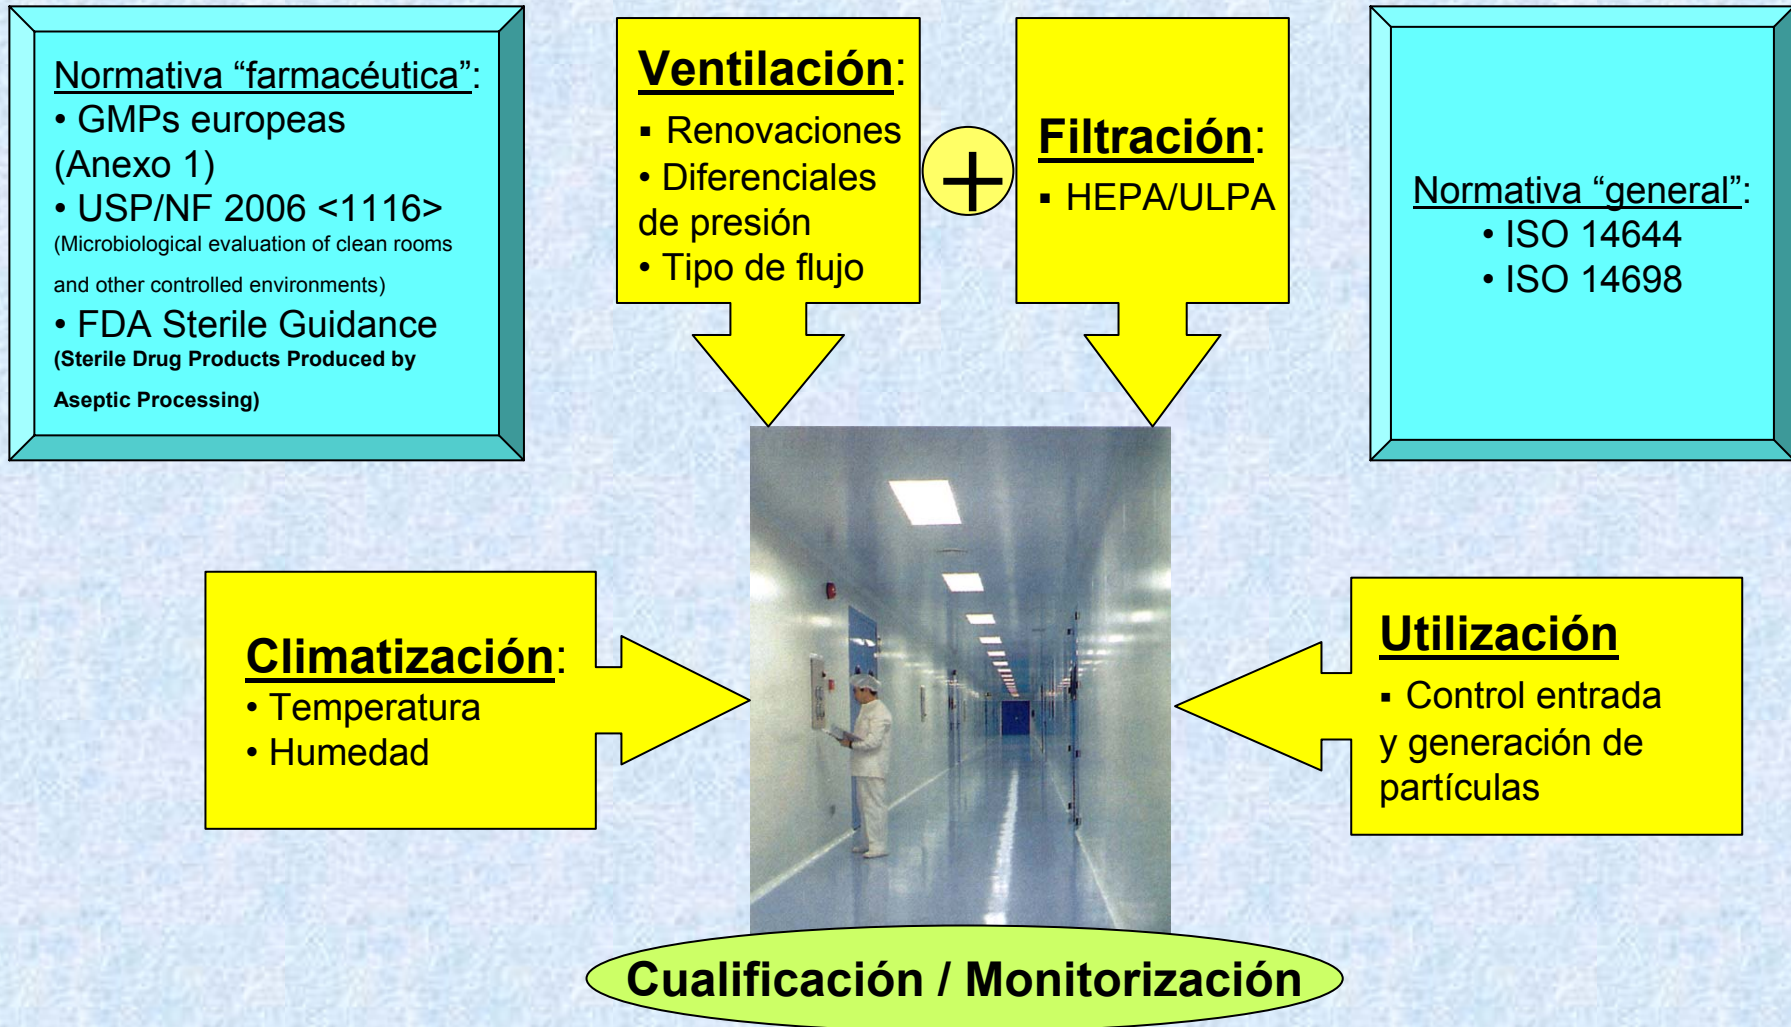 Normativa “farmacéutica”:
• GMPs europeas
(Anexo 1)
• USP/NF 2006 <1116>
(Microbiological evaluation of clean rooms
and other controlled environments)
• FDA Sterile Guidance
(Sterile Drug Products Produced by
Aseptic Processing)
Ventilación:
▪ Renovaciones
• Diferenciales
de presión
• Tipo de flujo
+
Filtración:
▪ HEPA/ULPA
Normativa “general”:
• ISO 14644
• ISO 14698
Climatización:
• Temperatura
• Humedad
Utilización
▪ Control entrada
y generación de
partículas
Cualificación / Monitorización